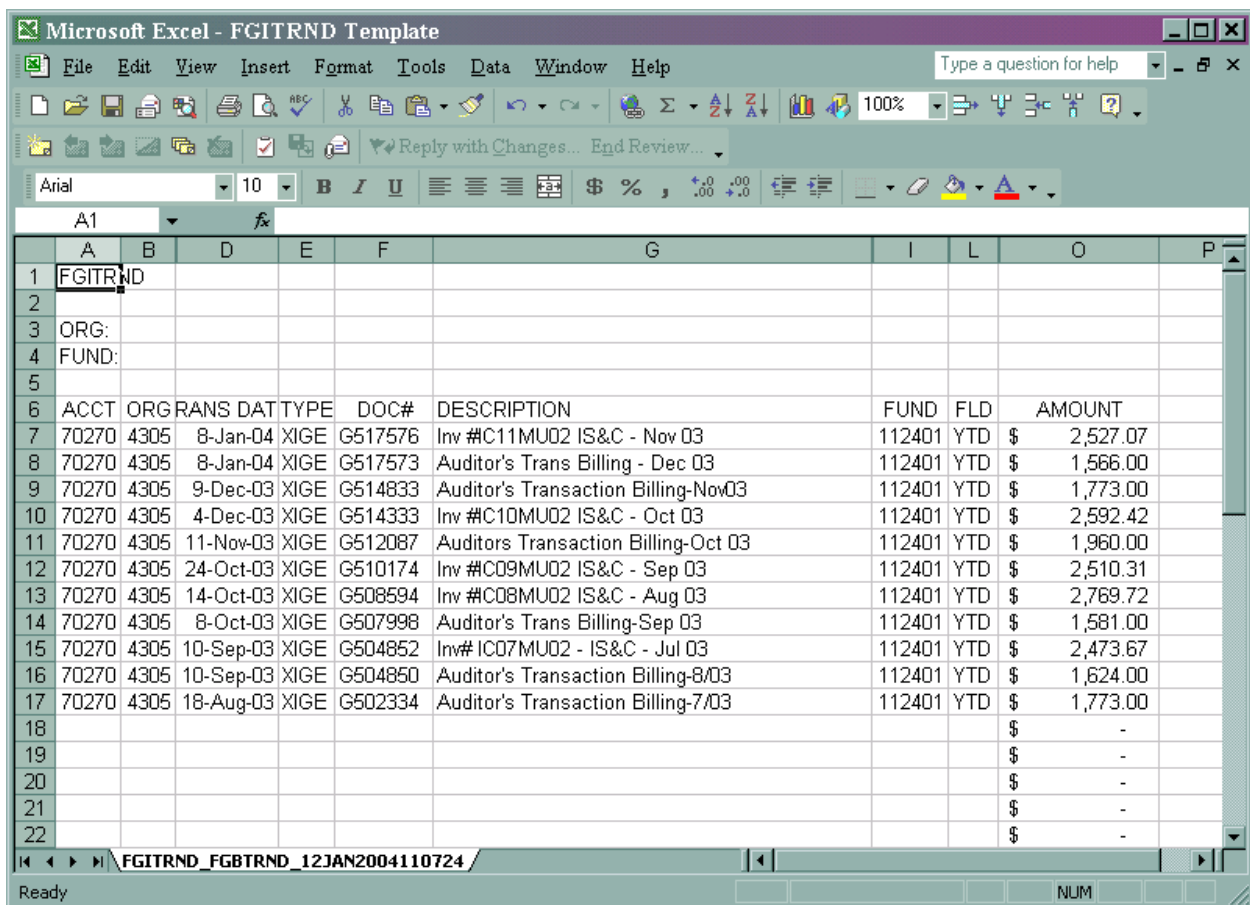 Microsoft Excel - FGITRND Template
File Edit View Insert Format Tools Data Window Help Type a question for help
ABC Σ A Z Z A 100% ?
Reply with Changes... End Review...
Arial 10 B I U $ % , .00 .00 A
A1 fx
A B D E F G I L O P
1 FGITRND
2
3 ORG:
4 FUND:
5
6 ACCT ORG RANS DAT TYPE DOC# DESCRIPTION FUND FLD AMOUNT
7 70270 4305 8-Jan-04 XIGE G517576 Inv #IC11MU02 IS&C - Nov 03 112401 YTD $ 2,527.07
8 70270 4305 8-Jan-04 XIGE G517573 Auditor's Trans Billing - Dec 03 112401 YTD $ 1,566.00
9 70270 4305 9-Dec-03 XIGE G514833 Auditor's Transaction Billing-Nov03 112401 YTD $ 1,773.00
10 70270 4305 4-Dec-03 XIGE G514333 Inv #IC10MU02 IS&C - Oct 03 112401 YTD $ 2,592.42
11 70270 4305 11-Nov-03 XIGE G512087 Auditors Transaction Billing-Oct 03 112401 YTD $ 1,960.00
12 70270 4305 24-Oct-03 XIGE G510174 Inv #IC09MU02 IS&C - Sep 03 112401 YTD $ 2,510.31
13 70270 4305 14-Oct-03 XIGE G508594 Inv #IC08MU02 IS&C - Aug 03 112401 YTD $ 2,769.72
14 70270 4305 8-Oct-03 XIGE G507998 Auditor's Trans Billing-Sep 03 112401 YTD $ 1,581.00
15 70270 4305 10-Sep-03 XIGE G504852 Inv# IC07MU02 - IS&C - Jul 03 112401 YTD $ 2,473.67
16 70270 4305 10-Sep-03 XIGE G504850 Auditor's Transaction Billing-8/03 112401 YTD $ 1,624.00
17 70270 4305 18-Aug-03 XIGE G502334 Auditor's Transaction Billing-7/03 112401 YTD $ 1,773.00
18 $ -
19 $ -
20 $ -
21 $ -
22 $ -
FGITRND_FGBTRND_12JAN2004110724
Ready NUM